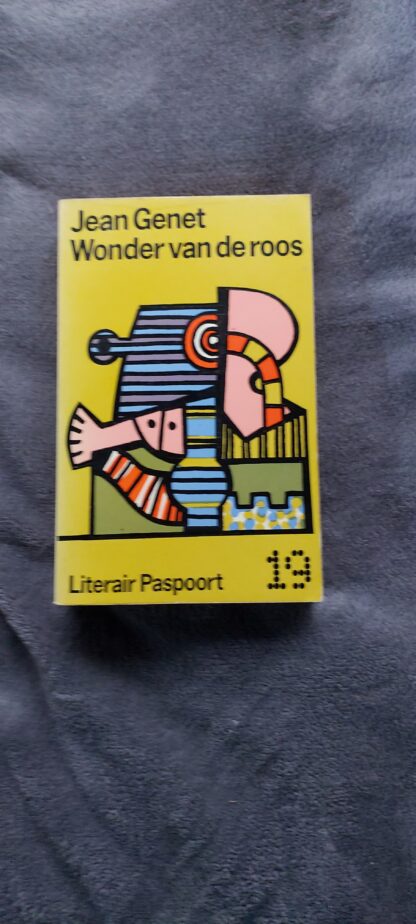 Jean Genet
Wonder van de roos
Literair Paspoort
19